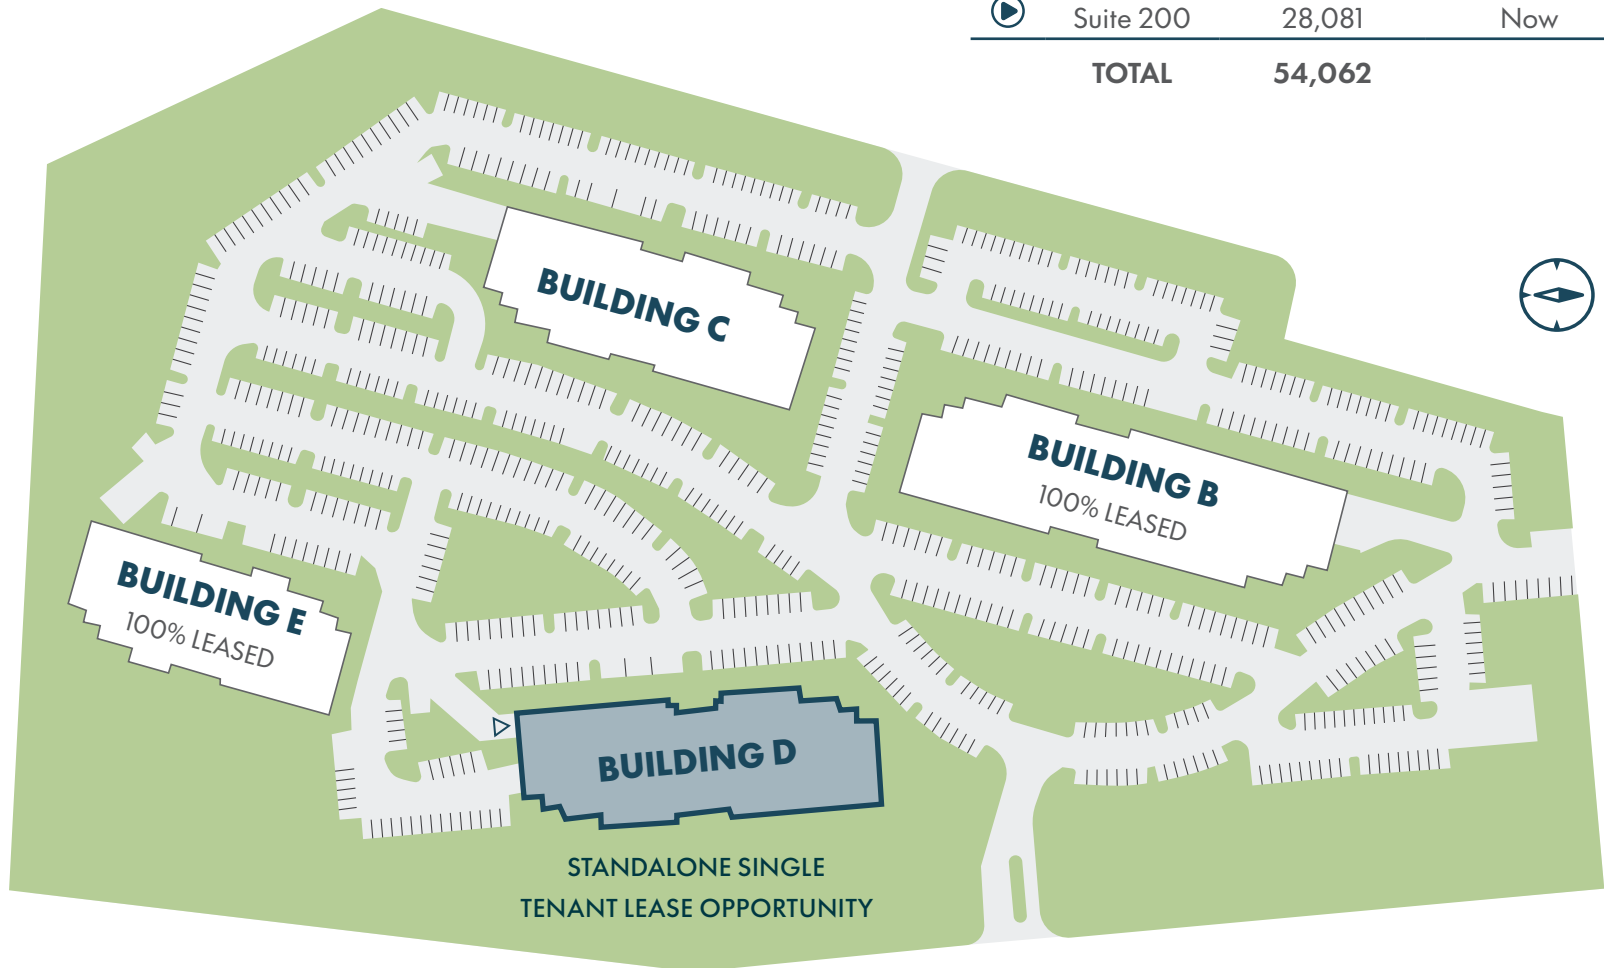 Suite 200 28,081 Now
TOTAL 54,062
BUILDING C
BUILDING B
100% LEASED
BUILDING E
100% LEASED
BUILDING D
STANDALONE SINGLE
TENANT LEASE OPPORTUNITY